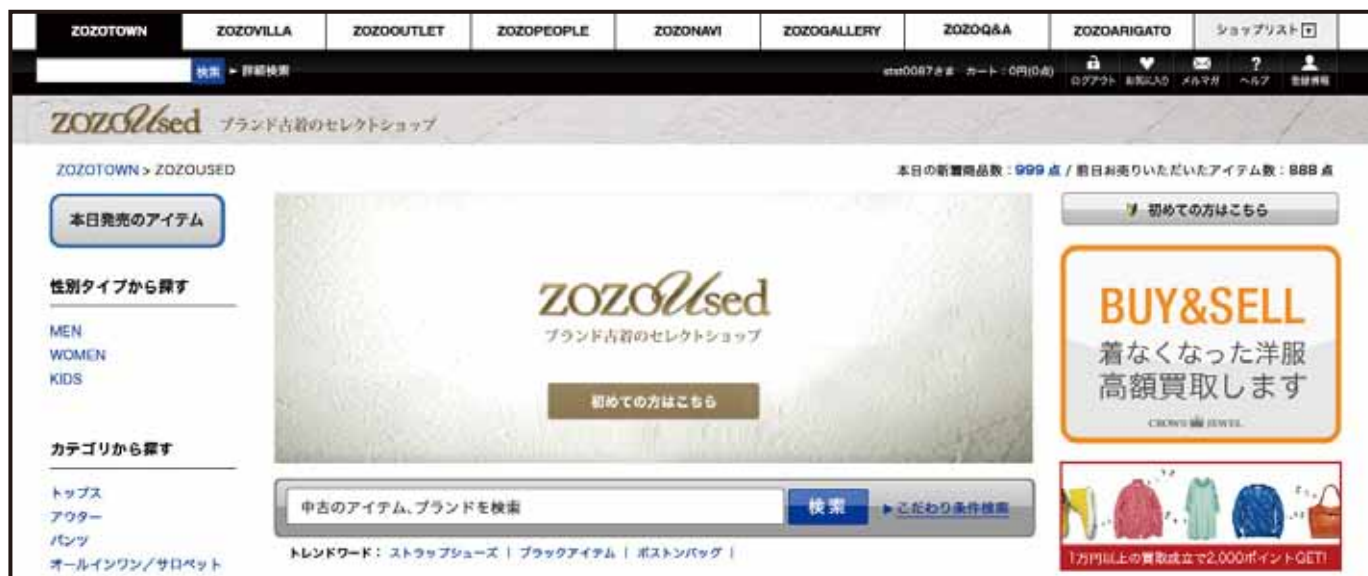 ZOZOTOWN ZOZOVILLA ZOZOOUTLET ZOZOPEOPLE ZOZONAVI ZOZOGALLERY ZOZOQ&A ZOZOARIGATO ショップリスト
検索 詳細検索 カート：0円(0点) ログアウト お気に入り メルマガ ヘルプ 登録情報
ZOZOUsed ブランド古着のセレクトショップ
ZOZOTOWN > ZOZOUSED 本日の新着商品数：999 点 / 前日お売りいただいたアイテム数：888 点
本日発売のアイテム
性別タイプから探す
MEN
WOMEN
KIDS
カテゴリから探す
トップス
アウター
パンツ
オールインワン／サロペット
ZOZOUsed
ブランド古着のセレクトショップ
初めての方はこちら
中古のアイテム、ブランドを検索 検索 ▶こだわり条件検索
トレンドワード： ストラップシューズ | ブラックアイテム | ボストンバッグ |
初めての方はこちら
BUY&SELL
着なくなった洋服
高額買取します
CROWN JEWEL
1万円以上の買取成立で2,000ポイントGET!